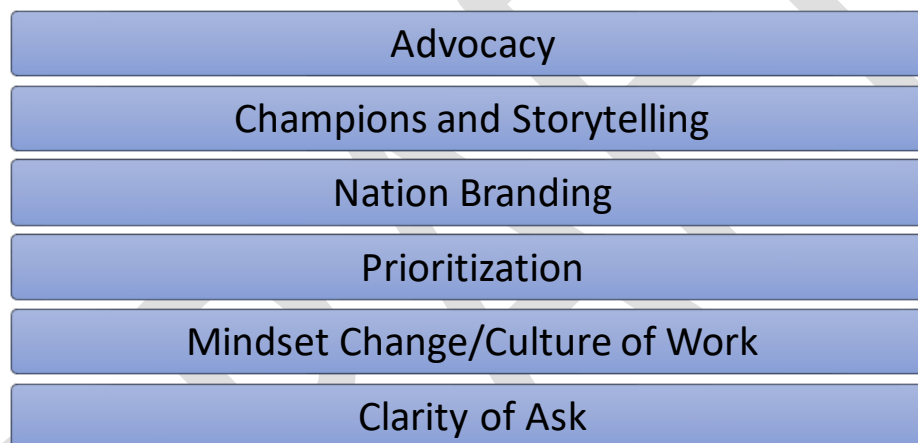 Advocacy
Champions and Storytelling
Nation Branding
Prioritization
Mindset Change/Culture of Work
Clarity of Ask